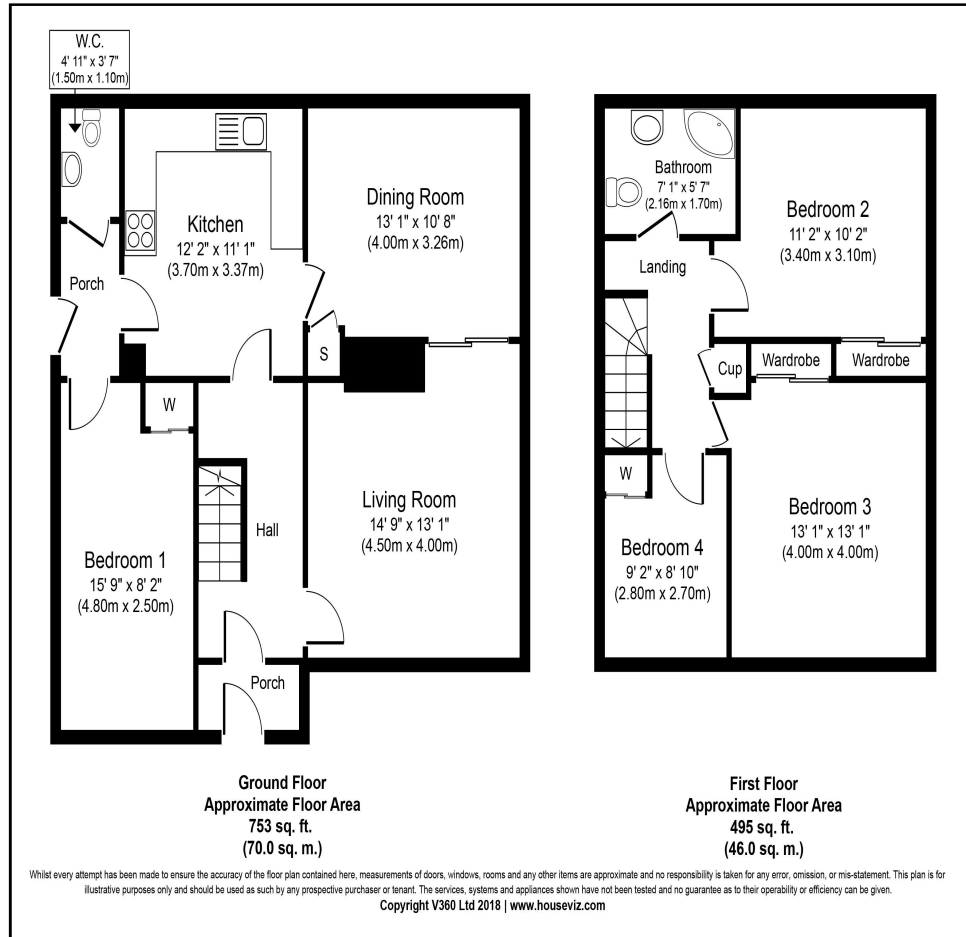 W.C.
4' 11" x 3' 7"
(1.50m x 1.10m)
Kitchen
12' 2" x 11' 1"
(3.70m x 3.37m)
Dining Room
13' 1" x 10' 8"
(4.00m x 3.26m)
Porch
S
W
Hall
Living Room
14' 9" x 13' 1"
(4.50m x 4.00m)
Bedroom 1
15' 9" x 8' 2"
(4.80m x 2.50m)
Porch
Ground Floor
Approximate Floor Area
753 sq. ft.
(70.0 sq. m.)
Bathroom
7' 1" x 5' 7"
(2.16m x 1.70m)
Bedroom 2
11' 2" x 10' 2"
(3.40m x 3.10m)
Landing
Cup
Wardrobe
Wardrobe
W
Bedroom 3
13' 1" x 13' 1"
(4.00m x 4.00m)
Bedroom 4
9' 2" x 8' 10"
(2.80m x 2.70m)
First Floor
Approximate Floor Area
495 sq. ft.
(46.0 sq. m.)
Whilst every attempt has been made to ensure the accuracy of the floor plan contained here, measurements of doors, windows, rooms and any other items are approximate and no responsibility is taken for any error, omission, or mis-statement. This plan is for
illustrative purposes only and should be used as such by any prospective purchaser or tenant. The services, systems and appliances shown have not been tested and no guarantee as to their operability or efficiency can be given.
Copyright V360 Ltd 2018 | www.houseviz.com